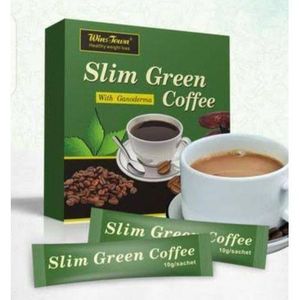 Wins Town
Healthy weight loss
Slim Green
Coffee
With Ganoderma
Slim Green Coffee
10g/sachet
Slim Green Coffee
10g/sachet